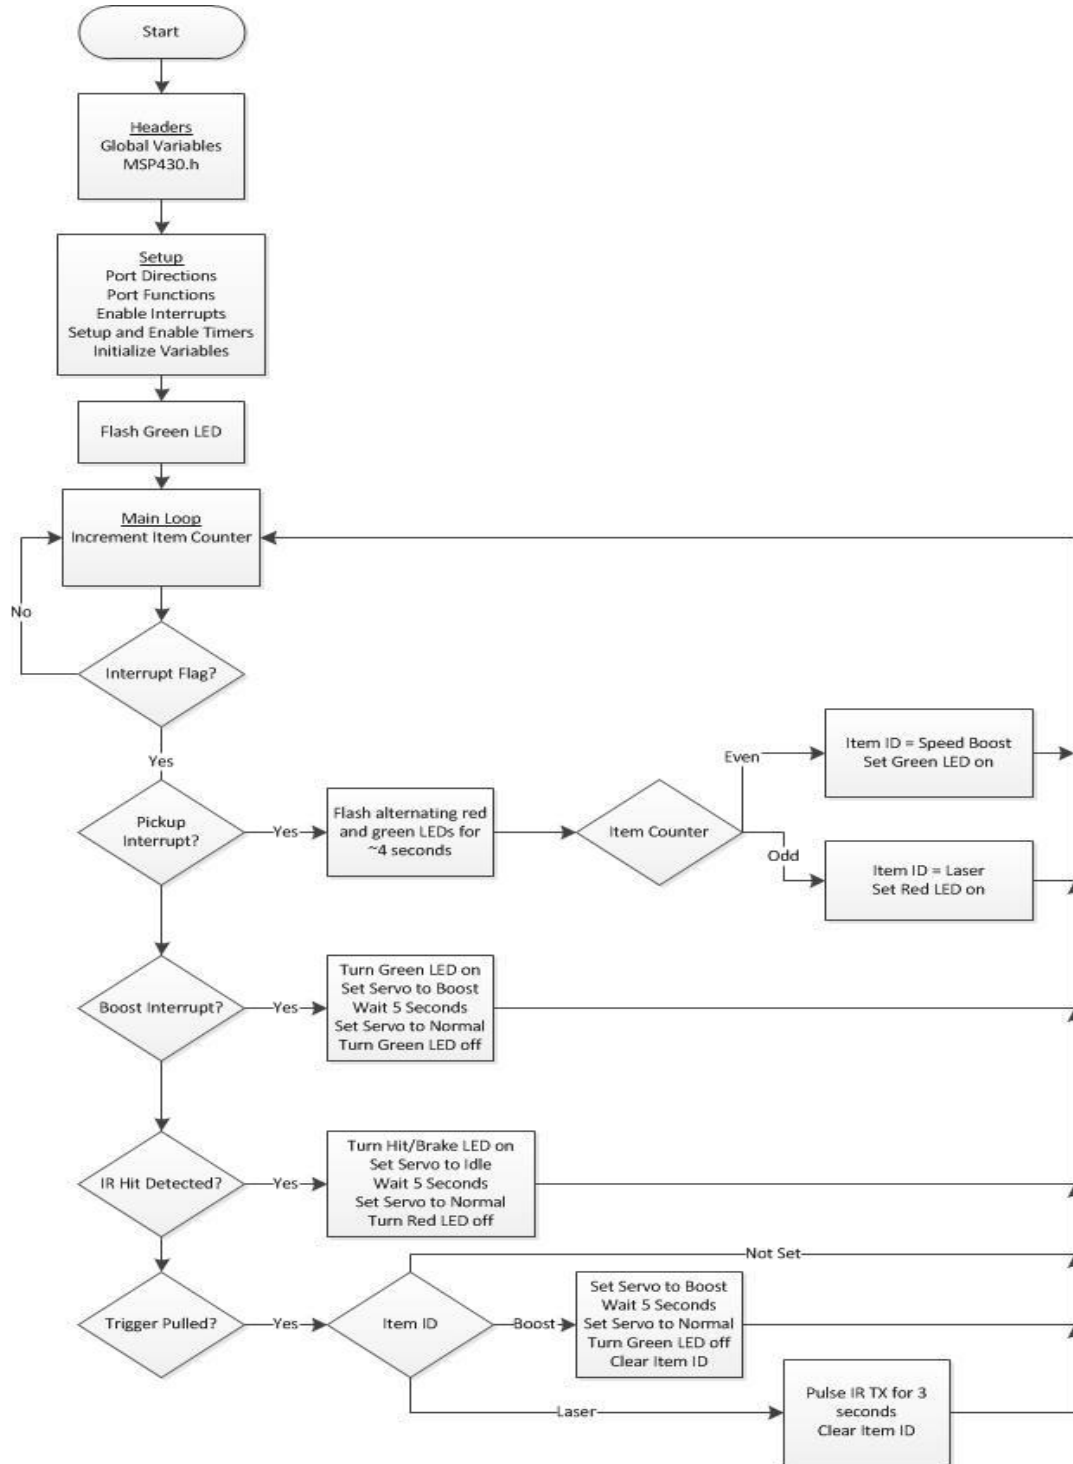 Start
Headers
Global Variables
MSP430.h
Setup
Port Directions
Port Functions
Enable Interrupts
Setup and Enable Timers
Initialize Variables
Flash Green LED
Main Loop
Increment Item Counter
No
Interrupt Flag?
Yes
Pickup
Interrupt?
Yes
Flash alternating red
and green LEDs for
~4 seconds
Item Counter
Even
Item ID = Speed Boost
Set Green LED on
Odd
Item ID = Laser
Set Red LED on
Boost Interrupt?
Yes
Turn Green LED on
Set Servo to Boost
Wait 5 Seconds
Set Servo to Normal
Turn Green LED off
IR Hit Detected?
Yes
Turn Hit/Brake LED on
Set Servo to Idle
Wait 5 Seconds
Set Servo to Normal
Turn Red LED off
Trigger Pulled?
Yes
Item ID
Not Set
Boost
Set Servo to Boost
Wait 5 Seconds
Set Servo to Normal
Turn Green LED off
Clear Item ID
Laser
Pulse IR TX for 3
seconds
Clear Item ID